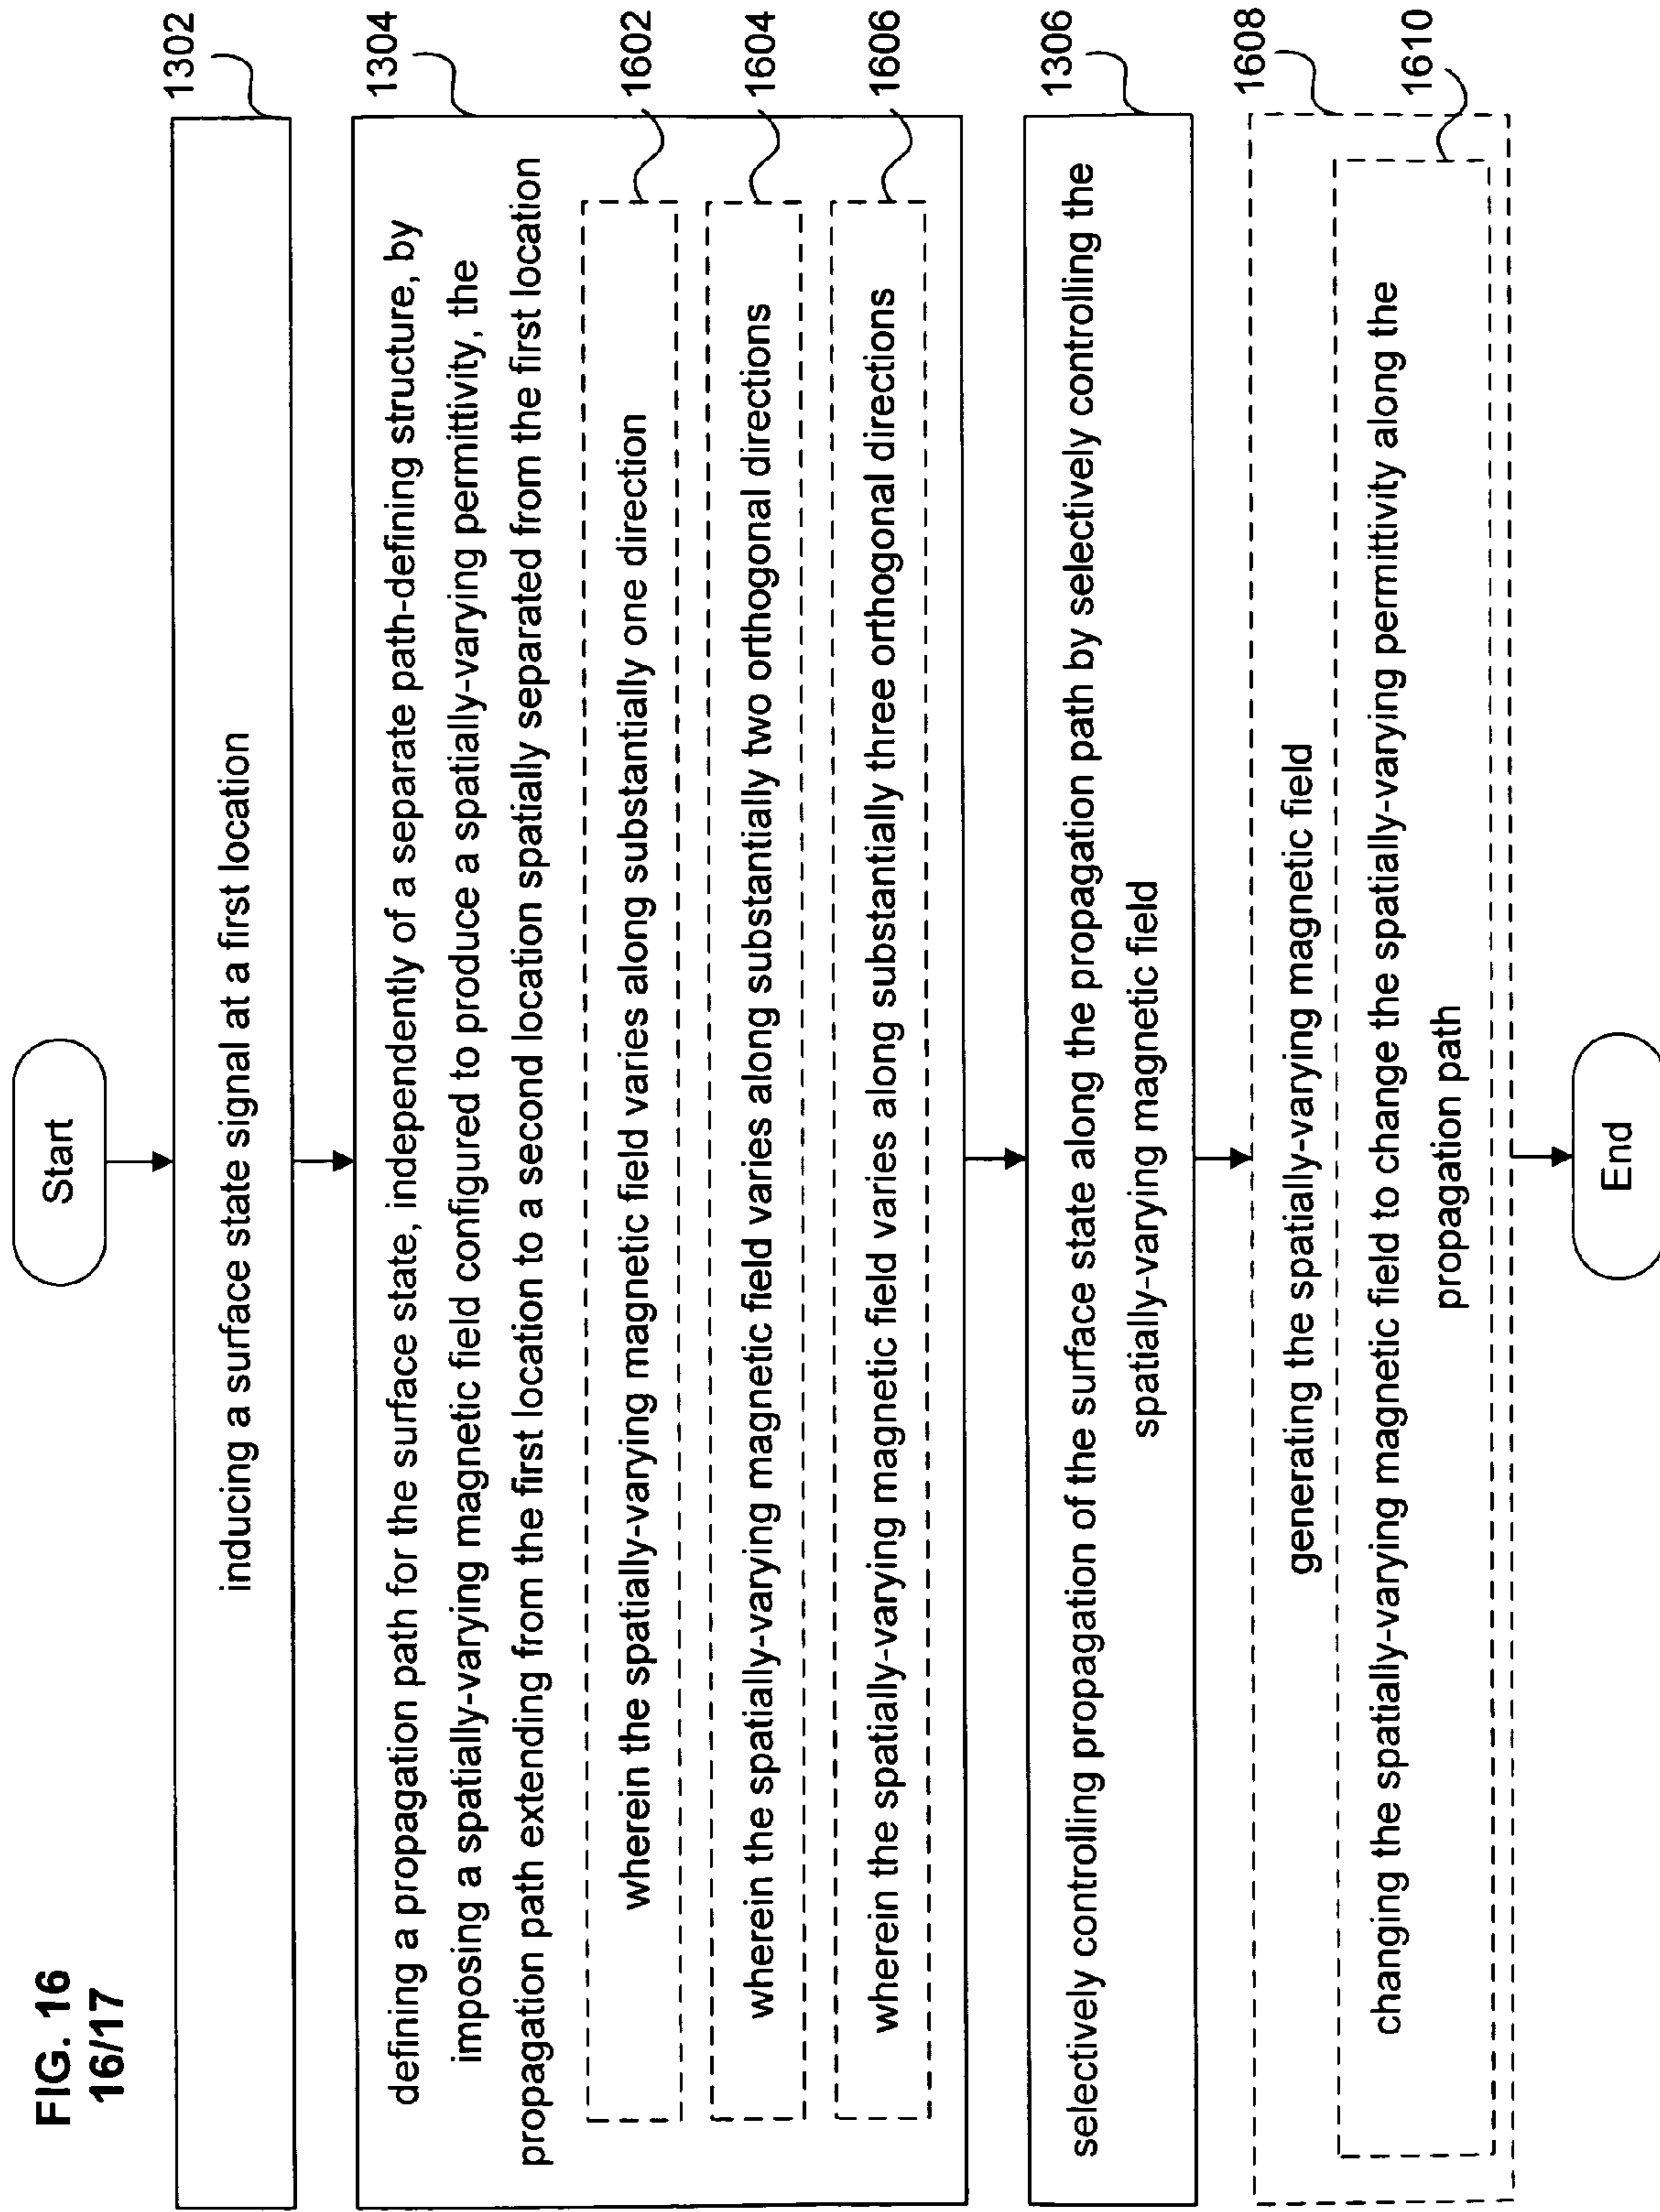 FIG. 16
16/17
Start
inducing a surface state signal at a first location
1302
defining a propagation path for the surface state, independently of a separate path-defining structure, by
imposing a spatially-varying magnetic field configured to produce a spatially-varying permittivity, the
propagation path extending from the first location to a second location spatially separated from the first location
1304
wherein the spatially-varying magnetic field varies along substantially one direction
1602
wherein the spatially-varying magnetic field varies along substantially two orthogonal directions
1604
wherein the spatially-varying magnetic field varies along substantially three orthogonal directions
1606
selectively controlling propagation of the surface state along the propagation path by selectively controlling the
spatially-varying magnetic field
1306
generating the spatially-varying magnetic field
1608
changing the spatially-varying magnetic field to change the spatially-varying permittivity along the
propagation path
1610
End